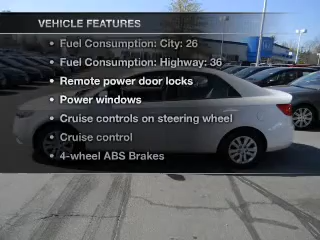 VEHICLE FEATURES
• Fuel Consumption: City: 26
• Fuel Consumption: Highway: 36
• Remote power door locks
• Power windows
• Cruise controls on steering wheel
• Cruise control
• 4-wheel ABS Brakes